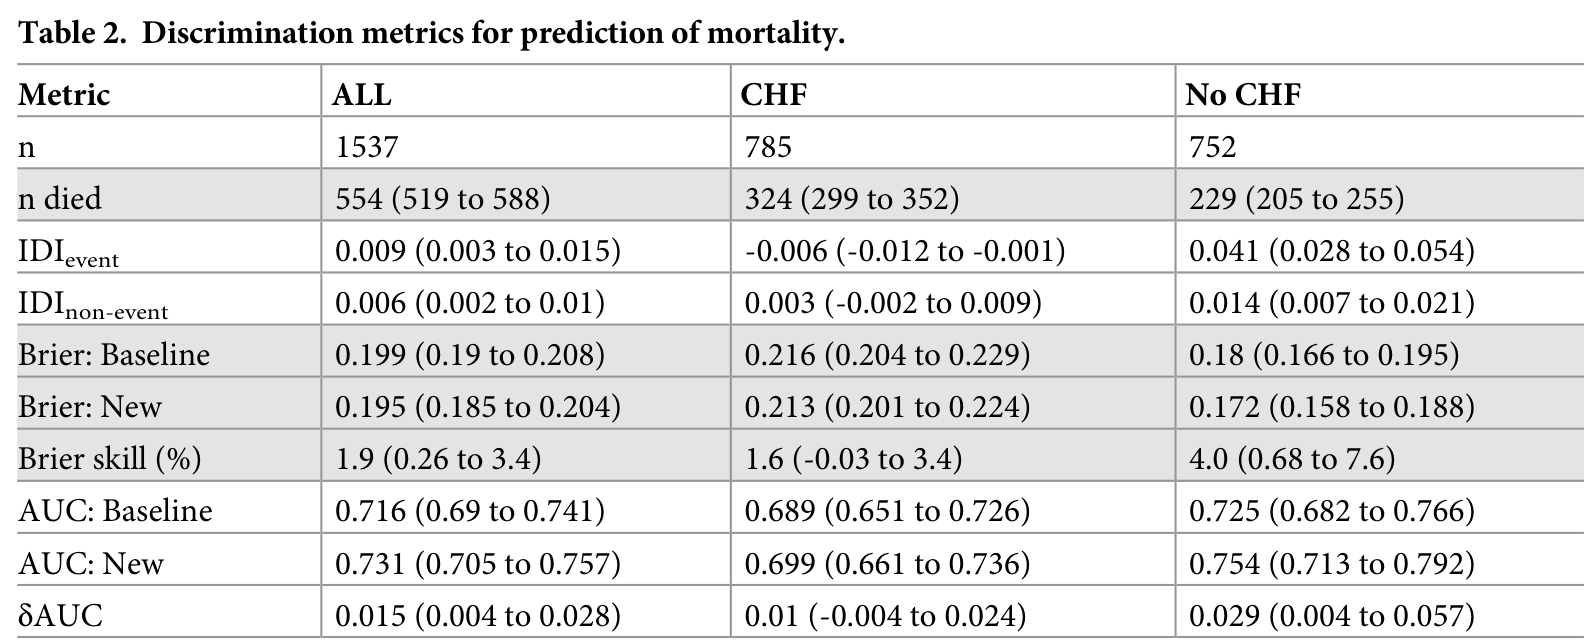 Table 2. Discrimination metrics for prediction of mortality.
Metric ALL CHF No CHF
n 1537 785 752
n died 554 (519 to 588) 324 (299 to 352) 229 (205 to 255)
IDIevent 0.009 (0.003 to 0.015) -0.006 (-0.012 to -0.001) 0.041 (0.028 to 0.054)
IDInon-event 0.006 (0.002 to 0.01) 0.003 (-0.002 to 0.009) 0.014 (0.007 to 0.021)
Brier: Baseline 0.199 (0.19 to 0.208) 0.216 (0.204 to 0.229) 0.18 (0.166 to 0.195)
Brier: New 0.195 (0.185 to 0.204) 0.213 (0.201 to 0.224) 0.172 (0.158 to 0.188)
Brier skill (%) 1.9 (0.26 to 3.4) 1.6 (-0.03 to 3.4) 4.0 (0.68 to 7.6)
AUC: Baseline 0.716 (0.69 to 0.741) 0.689 (0.651 to 0.726) 0.725 (0.682 to 0.766)
AUC: New 0.731 (0.705 to 0.757) 0.699 (0.661 to 0.736) 0.754 (0.713 to 0.792)
δAUC 0.015 (0.004 to 0.028) 0.01 (-0.004 to 0.024) 0.029 (0.004 to 0.057)